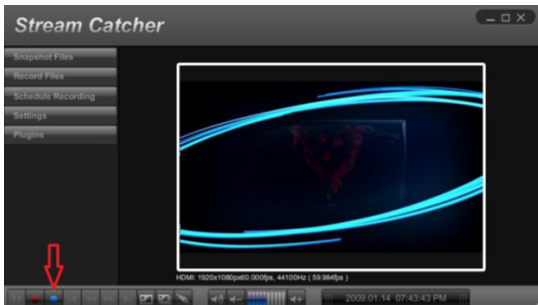 Stream Catcher
Snapshot Files
Record Files
Schedule Recording
Settings
Plugins
HDMI: 1920x1080px60.000fps, 44100Hz ( 59.984fps )
2009.01.14 07:43:43 PM